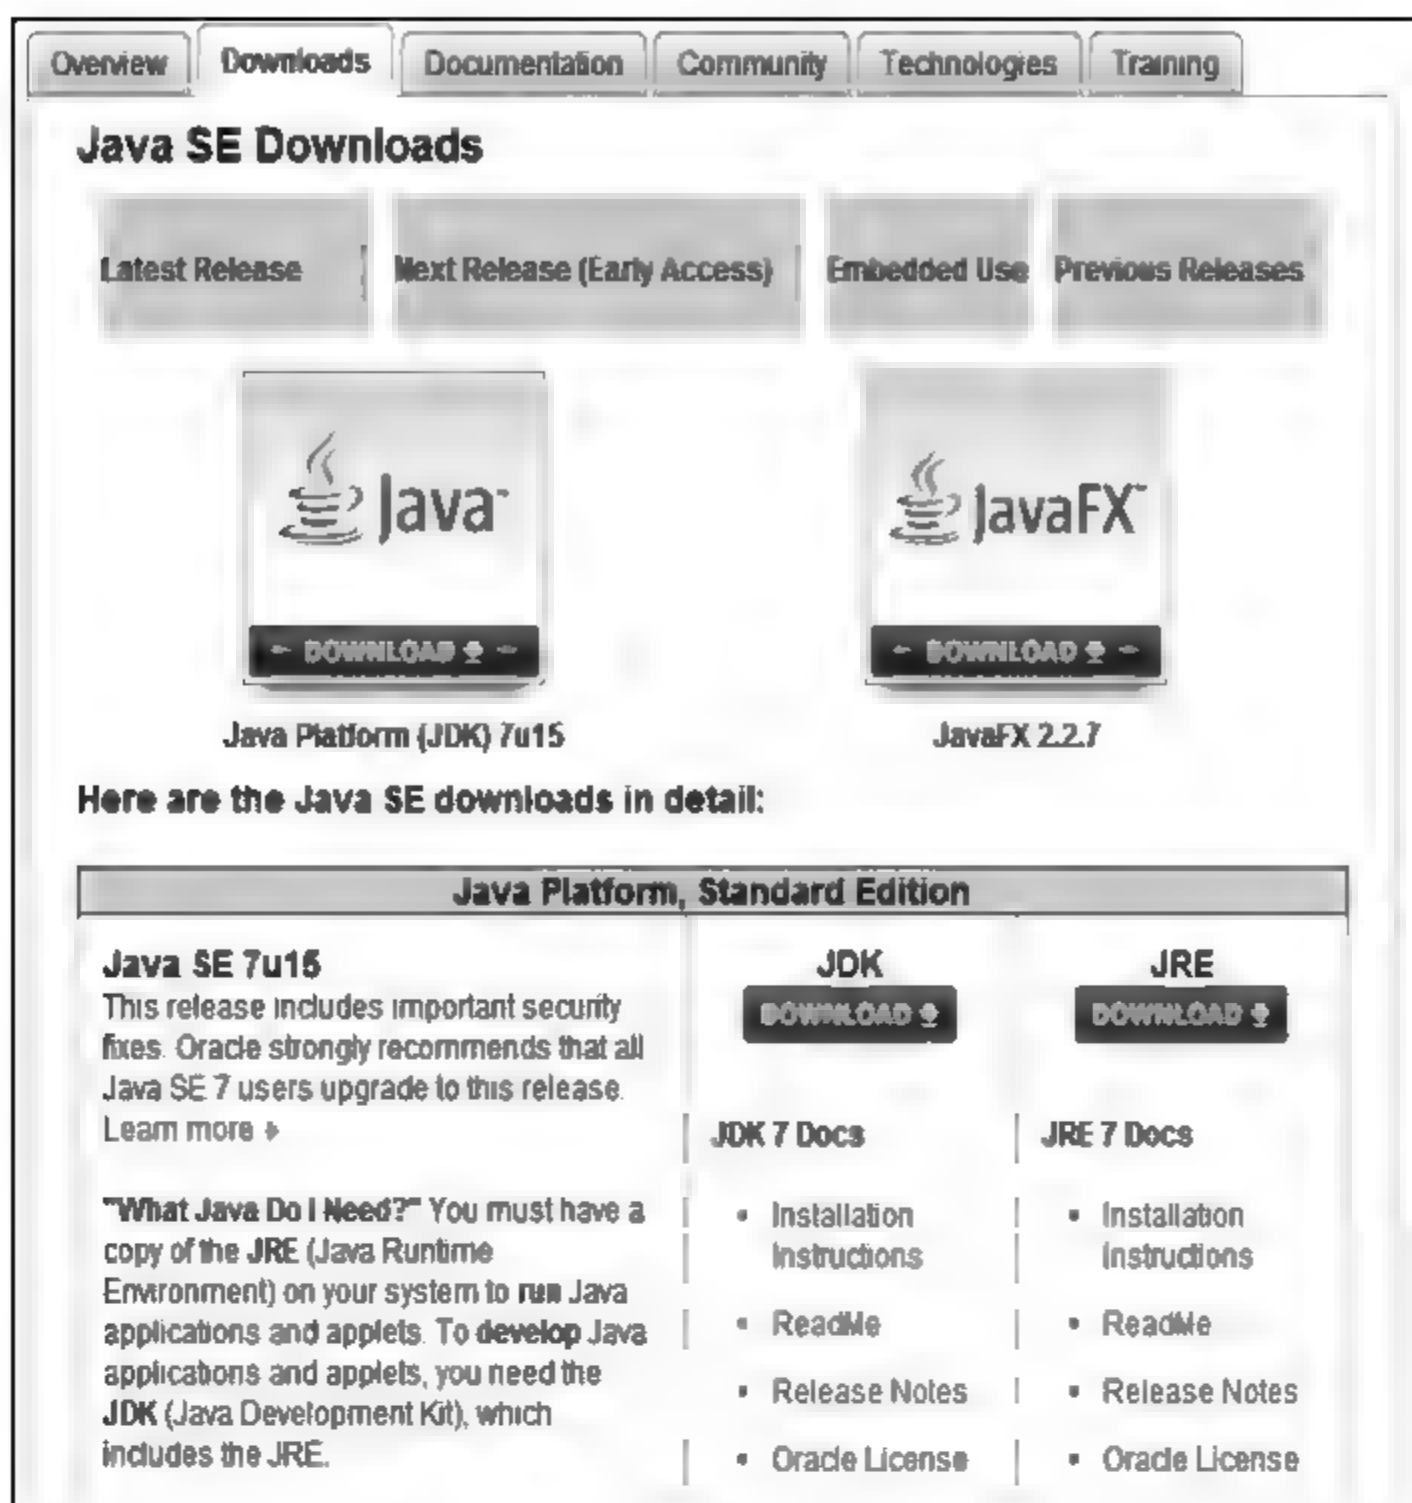 Overview Downloads Documentation Community Technologies Training
Java SE Downloads
Latest Release Next Release (Early Access) Embedded Use Previous Releases
Java™ JavaFX™
DOWNLOAD DOWNLOAD
Java Platform (JDK) 7u15 JavaFX 2.2.7
Here are the Java SE downloads in detail:
Java Platform, Standard Edition
Java SE 7u15
This release includes important security
fixes. Oracle strongly recommends that all
Java SE 7 users upgrade to this release.
Learn more
"What Java Do I Need?" You must have a
copy of the JRE (Java Runtime
Environment) on your system to run Java
applications and applets. To develop Java
applications and applets, you need the
JDK (Java Development Kit), which
includes the JRE.
JDK
DOWNLOAD
JDK 7 Docs
• Installation
Instructions
• ReadMe
• Release Notes
• Oracle License
JRE
DOWNLOAD
JRE 7 Docs
• Installation
Instructions
• ReadMe
• Release Notes
• Oracle License